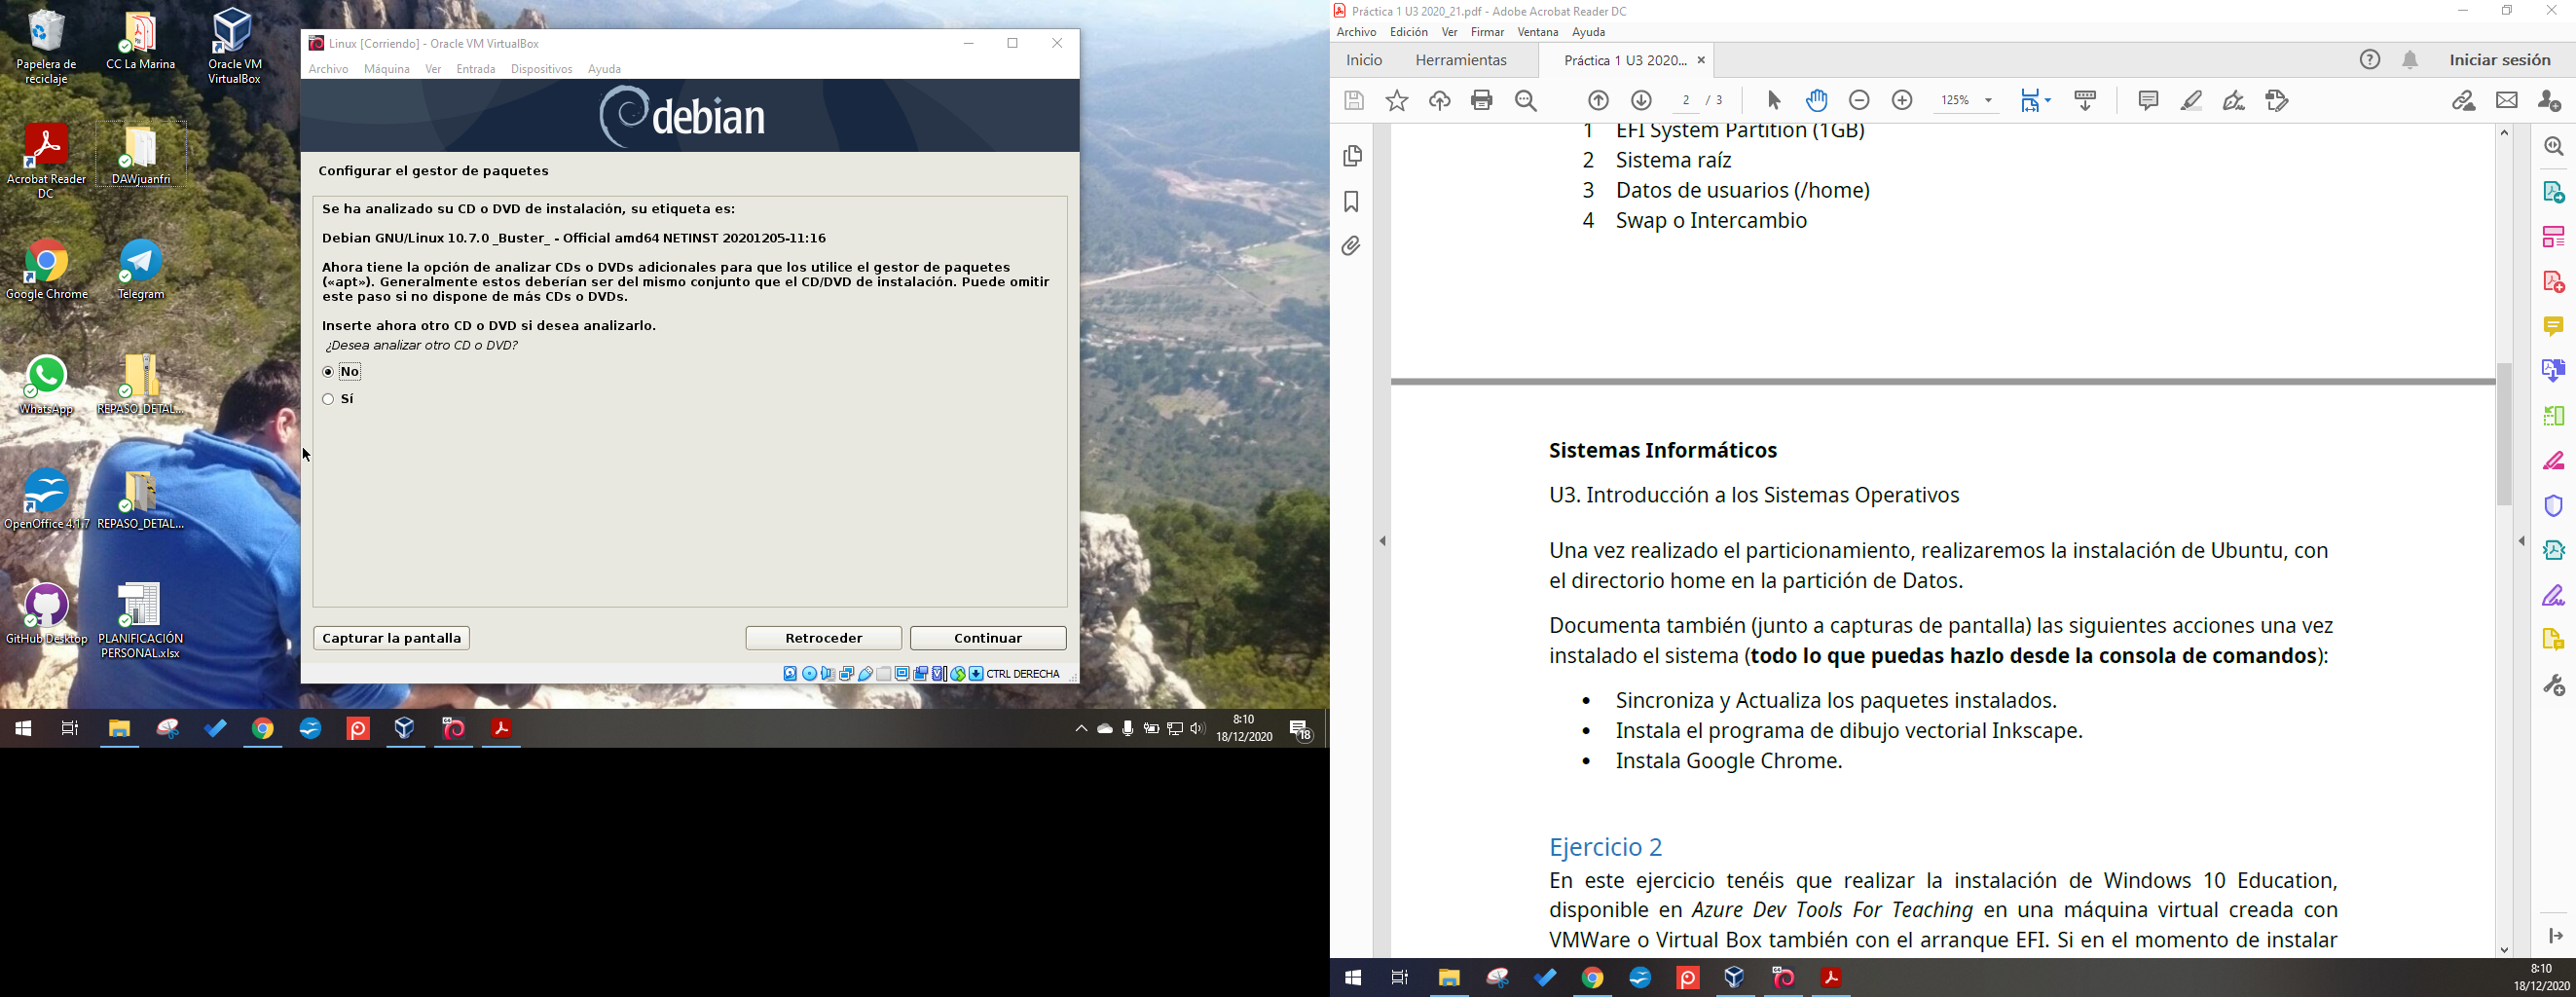 Papelera de
reciclaje
CC La Marina
Oracle VM
VirtualBox
Acrobat Reader
DC
DAWjuanfri
Google Chrome
Telegram
WhatsApp
REPASO_DETAL...
OpenOffice 4.1.7
REPASO_DETAL...
GitHub Desktop
PLANIFICACIÓN
PERSONAL.xlsx
Linux [Corriendo] - Oracle VM VirtualBox
Archivo Máquina Ver Entrada Dispositivos Ayuda
debian
Configurar el gestor de paquetes
Se ha analizado su CD o DVD de instalación, su etiqueta es:
Debian GNU/Linux 10.7.0 _Buster_ - Official amd64 NETINST 20201205-11:16
Ahora tiene la opción de analizar CDs o DVDs adicionales para que los utilice el gestor de paquetes
(«apt»). Generalmente estos deberían ser del mismo conjunto que el CD/DVD de instalación. Puede omitir
este paso si no dispone de más CDs o DVDs.
Inserte ahora otro CD o DVD si desea analizarlo.
¿Desea analizar otro CD o DVD?
No
Sí
Capturar la pantalla
Retroceder
Continuar
CTRL DERECHA
8:10
18/12/2020
18
Práctica 1 U3 2020_21.pdf - Adobe Acrobat Reader DC
Archivo Edición Ver Firmar Ventana Ayuda
Inicio Herramientas Práctica 1 U3 2020... × Iniciar sesión
2 / 3 125%
1 EFI System Partition (1GB)
2 Sistema raíz
3 Datos de usuarios (/home)
4 Swap o Intercambio
Sistemas Informáticos
U3. Introducción a los Sistemas Operativos
Una vez realizado el particionamiento, realizaremos la instalación de Ubuntu, con
el directorio home en la partición de Datos.
Documenta también (junto a capturas de pantalla) las siguientes acciones una vez
instalado el sistema (todo lo que puedas hazlo desde la consola de comandos):
• Sincroniza y Actualiza los paquetes instalados.
• Instala el programa de dibujo vectorial Inkscape.
• Instala Google Chrome.
Ejercicio 2
En este ejercicio tenéis que realizar la instalación de Windows 10 Education,
disponible en Azure Dev Tools For Teaching en una máquina virtual creada con
VMWare o Virtual Box también con el arranque EFI. Si en el momento de instalar
8:10
18/12/2020